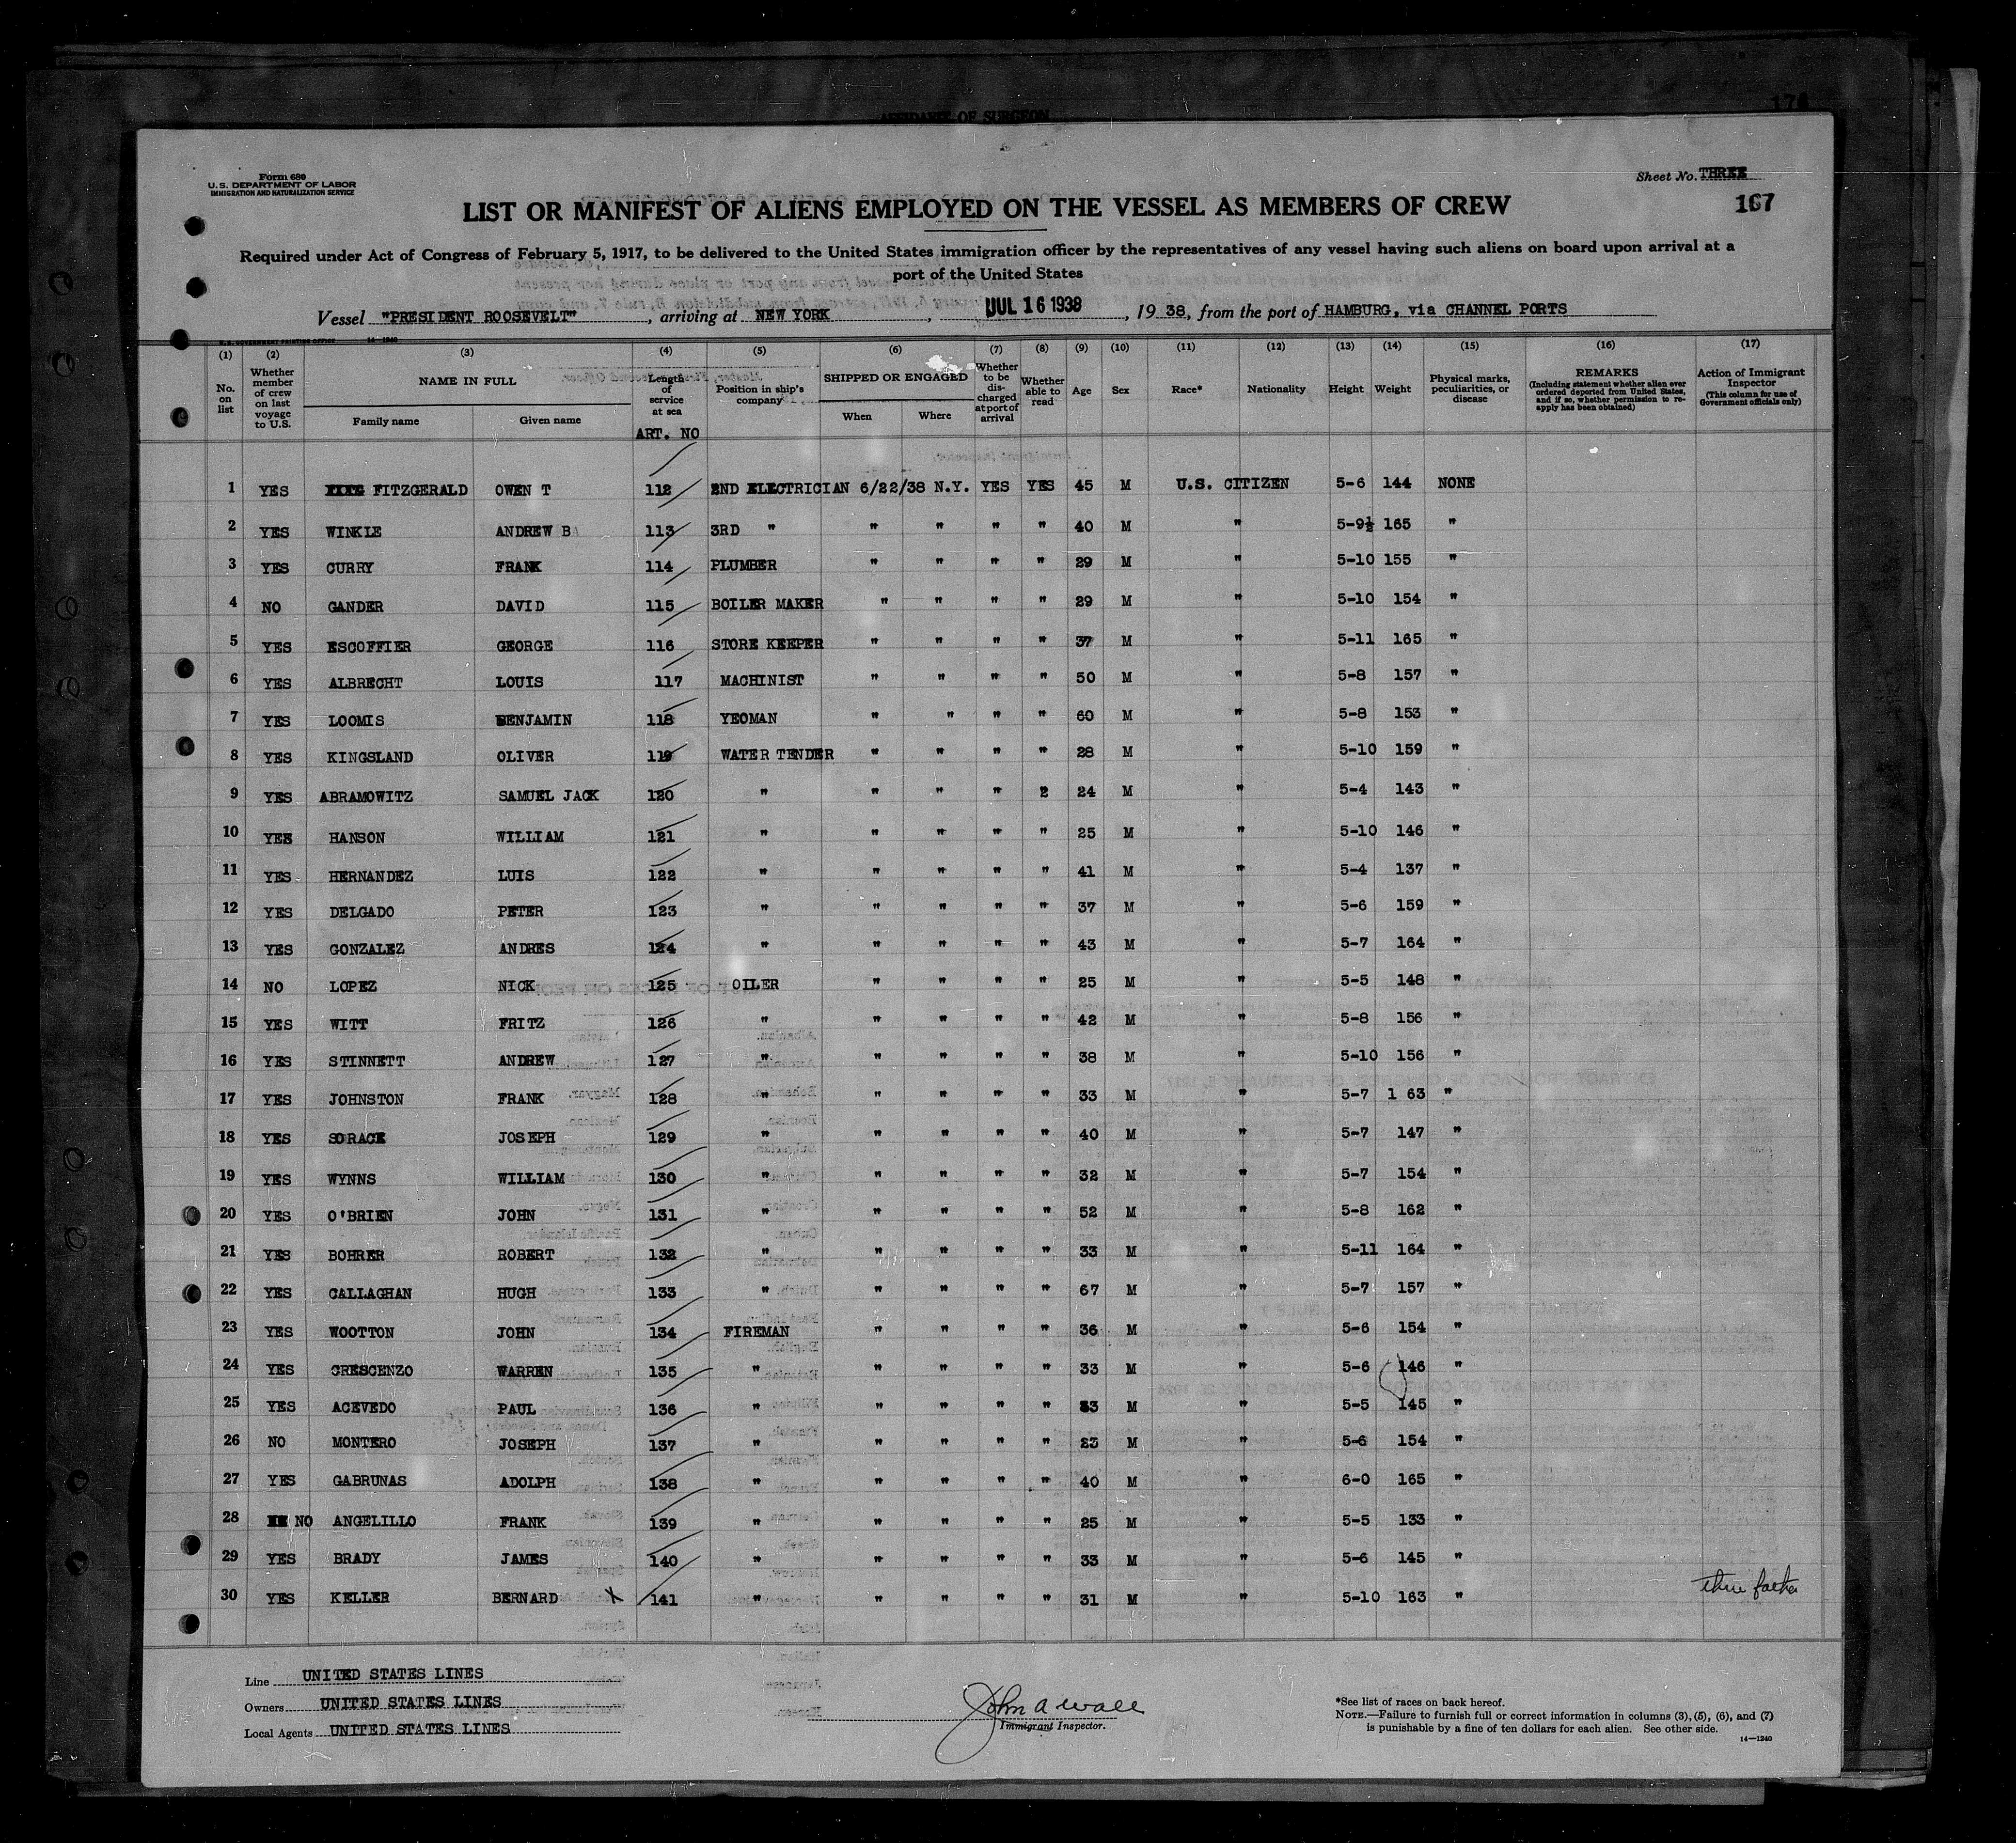 AFFIDAVIT OF SURGEON
Form 680
U.S. DEPARTMENT OF LABOR
IMMIGRATION AND NATURALIZATION SERVICE
Sheet No. THREE
167
LIST OR MANIFEST OF ALIENS EMPLOYED ON THE VESSEL AS MEMBERS OF CREW
Required under Act of Congress of February 5, 1917, to be delivered to the United States immigration officer by the representatives of any vessel having such aliens on board upon arrival at a
port of the United States
Vessel "PRESIDENT ROOSEVELT", arriving at NEW YORK, JUL 16 1938, 19 38, from the port of HAMBURG, via CHANNEL PORTS
U.S. GOVERNMENT PRINTING OFFICE 14—1240
(1) (2) (3) (4) (5) (6) (7) (8) (9) (10) (11) (12) (13) (14) (15) (16) (17)
No. on list
Whether member of crew on last voyage to U.S.
NAME IN FULL
Family name
Given name
Length of service at sea
ART. NO
Position in ship's company
SHIPPED OR ENGAGED
When
Where
Whether to be discharged at port of arrival
Whether able to read
Age
Sex
Race*
Nationality
Height
Weight
Physical marks, peculiarities, or disease
REMARKS
(Including statement whether alien ever ordered deported from United States, and if so, whether permission to reapply has been obtained)
Action of Immigrant Inspector
(This column for use of Government officials only)
1 YES FITZGERALD OWEN T 112 2ND ELECTRICIAN 6/22/38 N.Y. YES YES 45 M U.S. CITIZEN 5-6 144 NONE
2 YES WINKLE ANDREW B 113 3RD " " " " " 40 M " 5-9½ 165 "
3 YES CURRY FRANK 114 PLUMBER " " " " 29 M " 5-10 155 "
4 NO GANDER DAVID 115 BOILER MAKER " " " " 29 M " 5-10 154 "
5 YES ESCOFFIER GEORGE 116 STORE KEEPER " " " " 37 M " 5-11 165 "
6 YES ALBRECHT LOUIS 117 MACHINIST " " " " 50 M " 5-8 157 "
7 YES LOOMIS BENJAMIN 118 YEOMAN " " " " 60 M " 5-8 153 "
8 YES KINGSLAND OLIVER 119 WATER TENDER " " " " 28 M " 5-10 159 "
9 YES ABRAMOWITZ SAMUEL JACK 120 " " " " 2 24 M " 5-4 143 "
10 YES HANSON WILLIAM 121 " " " " " 25 M " 5-10 146 "
11 YES HERNANDEZ LUIS 122 " " " " " 41 M " 5-4 137 "
12 YES DELGADO PETER 123 " " " " " 37 M " 5-6 159 "
13 YES GONZALEZ ANDRES 124 " " " " " 43 M " 5-7 164 "
14 NO LOPEZ NICK 125 OILER " " " " 25 M " 5-5 148 "
15 YES WITT FRITZ 126 " " " " " 42 M " 5-8 156 "
16 YES STINNETT ANDREW 127 " " " " " 38 M " 5-10 156 "
17 YES JOHNSTON FRANK 128 " " " " " 33 M " 5-7 1 63 "
18 YES SORACE JOSEPH 129 " " " " " 40 M " 5-7 147 "
19 YES WYNNS WILLIAM 130 " " " " " 32 M " 5-7 154 "
20 YES O'BRIEN JOHN 131 " " " " " 52 M " 5-8 162 "
21 YES BOHRER ROBERT 132 " " " " " 33 M " 5-11 164 "
22 YES CALLAGHAN HUGH 133 " " " " " 67 M " 5-7 157 "
23 YES WOOTTON JOHN 134 FIREMAN " " " " 36 M " 5-6 154 "
24 YES CRESCENZO WARREN 135 " " " " " 33 M " 5-6 146 "
25 YES ACEVEDO PAUL 136 " " " " " M " 5-5 145 "
26 NO MONTERO JOSEPH 137 " " " " " 23 M " 5-6 154 "
27 YES GABRUNAS ADOLPH 138 " " " " " 40 M " 6-0 165 "
28 NO ANGELILLO FRANK 139 " " " " " 25 M " 5-5 133 "
29 YES BRADY JAMES 140 " " " " " 33 M " 5-6 145 "
30 YES KELLER BERNARD X 141 " " " " " 31 M " 5-10 163 " thru father
Line UNITED STATES LINES
Owners UNITED STATES LINES
Local Agents UNITED STATES LINES
John A Wall
Immigrant Inspector.
*See list of races on back hereof.
NOTE.—Failure to furnish full or correct information in columns (3), (5), (6), and (7)
is punishable by a fine of ten dollars for each alien. See other side.
14—1240